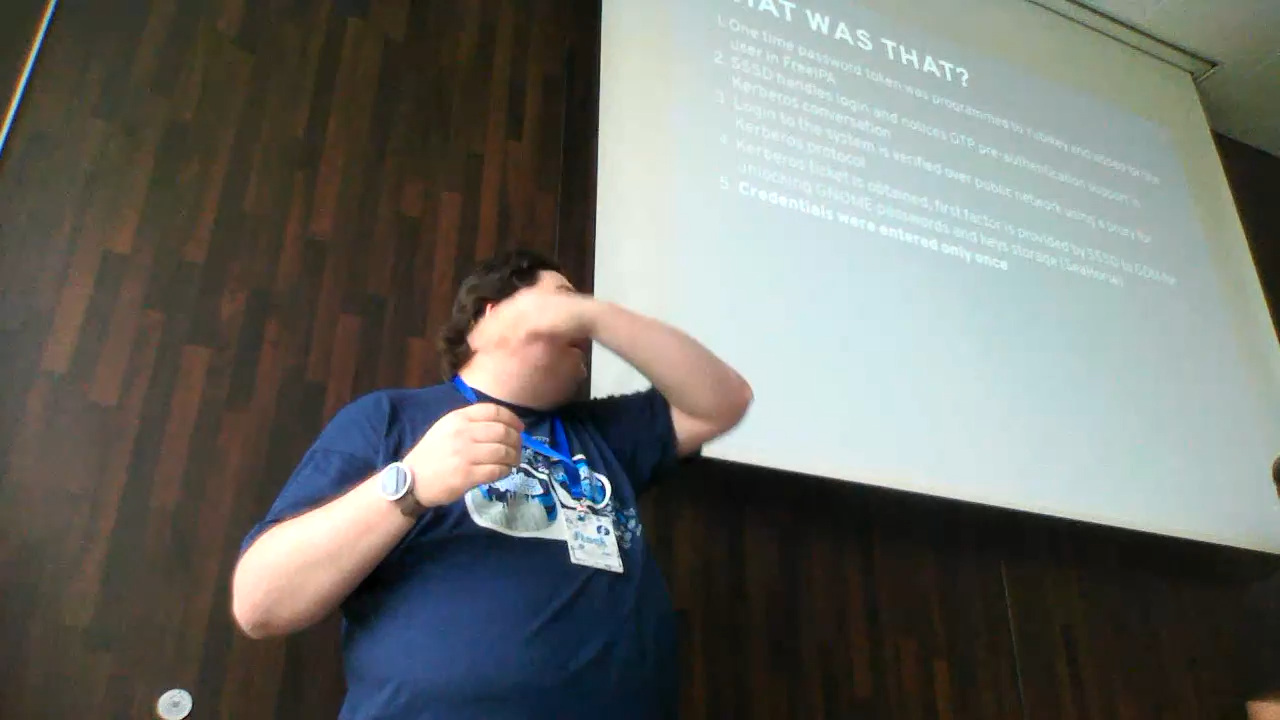 HAT WAS THAT?
1. One time password token was programmed to Yubikey and added for the
user in FreeIPA
2. SSSD handles login and notices OTP pre-authentication support in
Kerberos conversation
3. Login to the system is verified over public network using a proxy for
Kerberos protocol
4. Kerberos ticket is obtained, first factor is provided by SSSD to GDM for
unlocking GNOME passwords and keys storage (SeaHorse)
5. Credentials were entered only once
flock